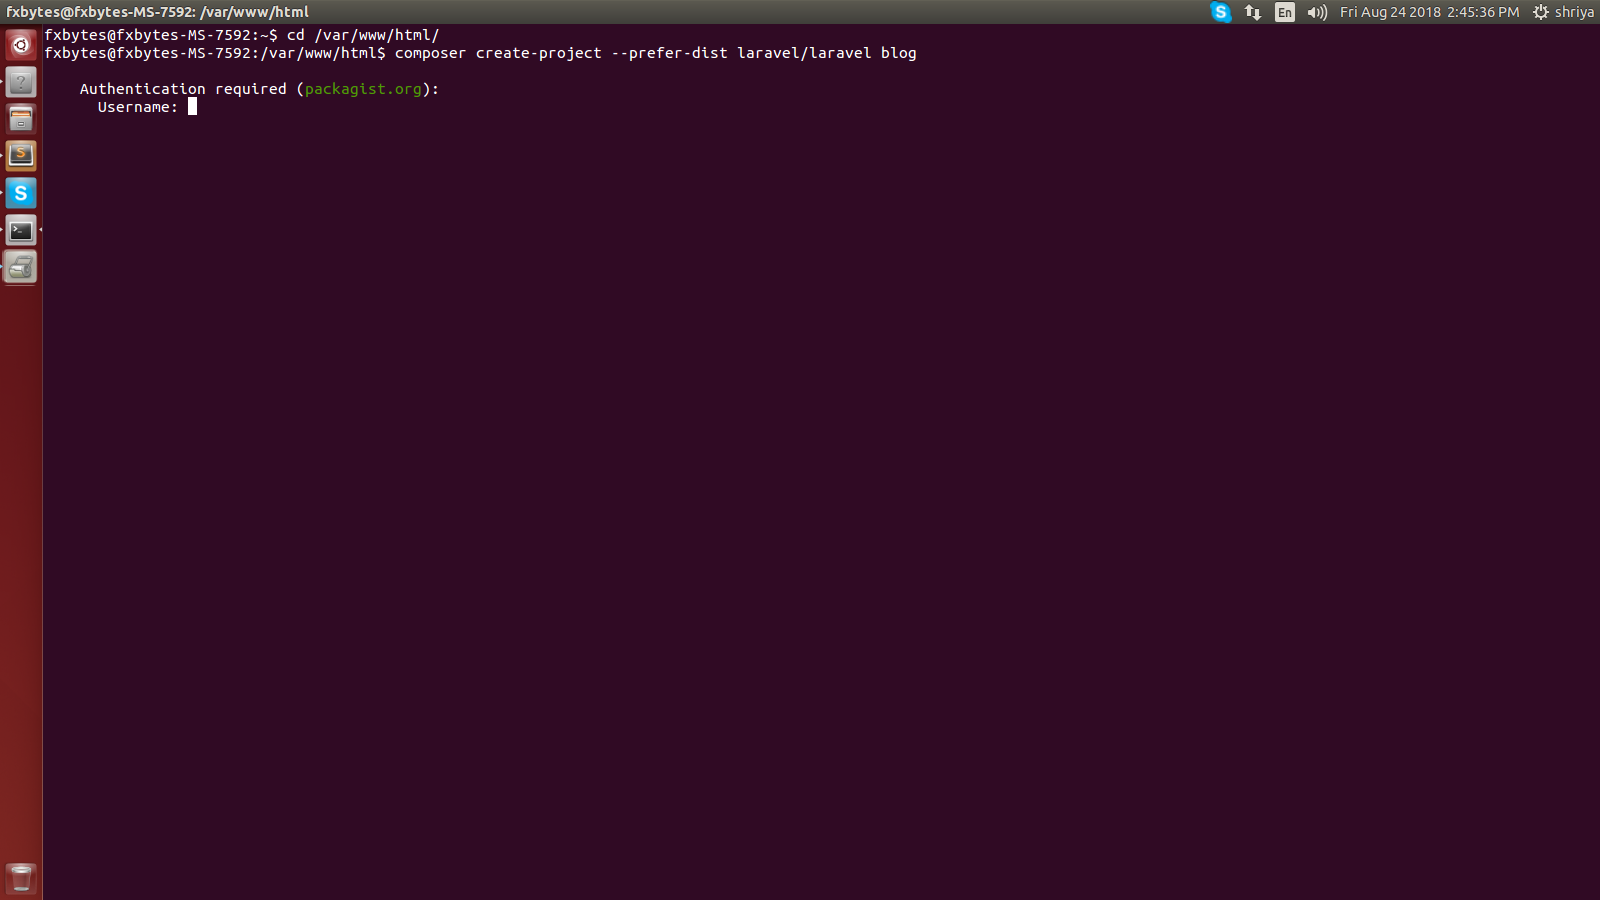 fxbytes@fxbytes-MS-7592: /var/www/html
S
En
Fri Aug 24 2018 2:45:36 PM
shriya
fxbytes@fxbytes-MS-7592:~$ cd /var/www/html/
fxbytes@fxbytes-MS-7592:/var/www/html$ composer create-project --prefer-dist laravel/laravel blog
Authentication required (packagist.org):
Username:
?
S
S
>_